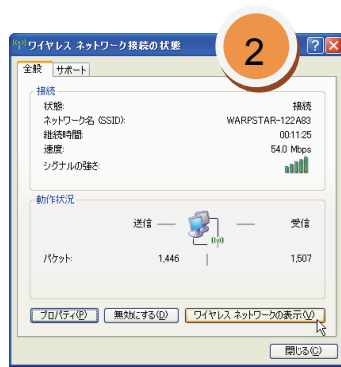 ワイヤレス ネットワーク接続の状態
2
全般 サポート
接続
状態: 接続
ネットワーク名 (SSID): WARPSTAR-122A83
継続時間: 00:11:25
速度: 54.0 Mbps
シグナルの強さ:
動作状況
送信 受信
パケット: 1,446 1,507
プロパティ(P) 無効にする(D) ワイヤレス ネットワークの表示(V)
閉じる(C)